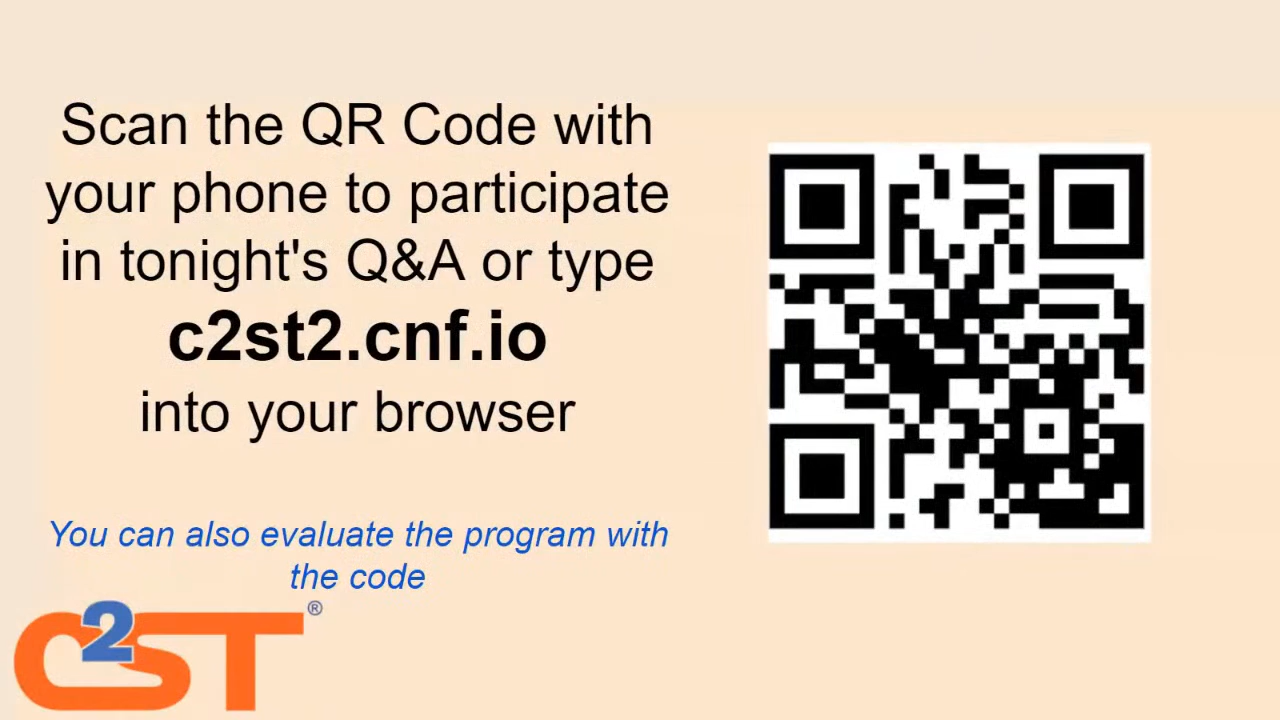 Scan the QR Code with
your phone to participate
in tonight's Q&A or type
c2st2.cnf.io
into your browser
You can also evaluate the program with
the code
C2ST®